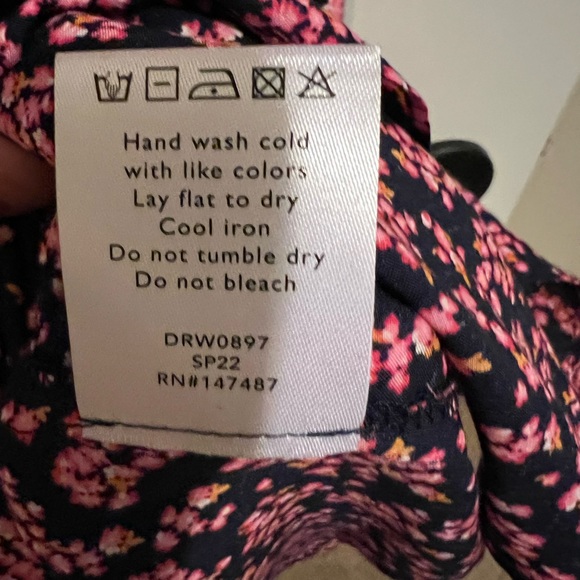 Hand wash cold
with like colors
Lay flat to dry
Cool iron
Do not tumble dry
Do not bleach
DRW0897
SP22
RN#147487